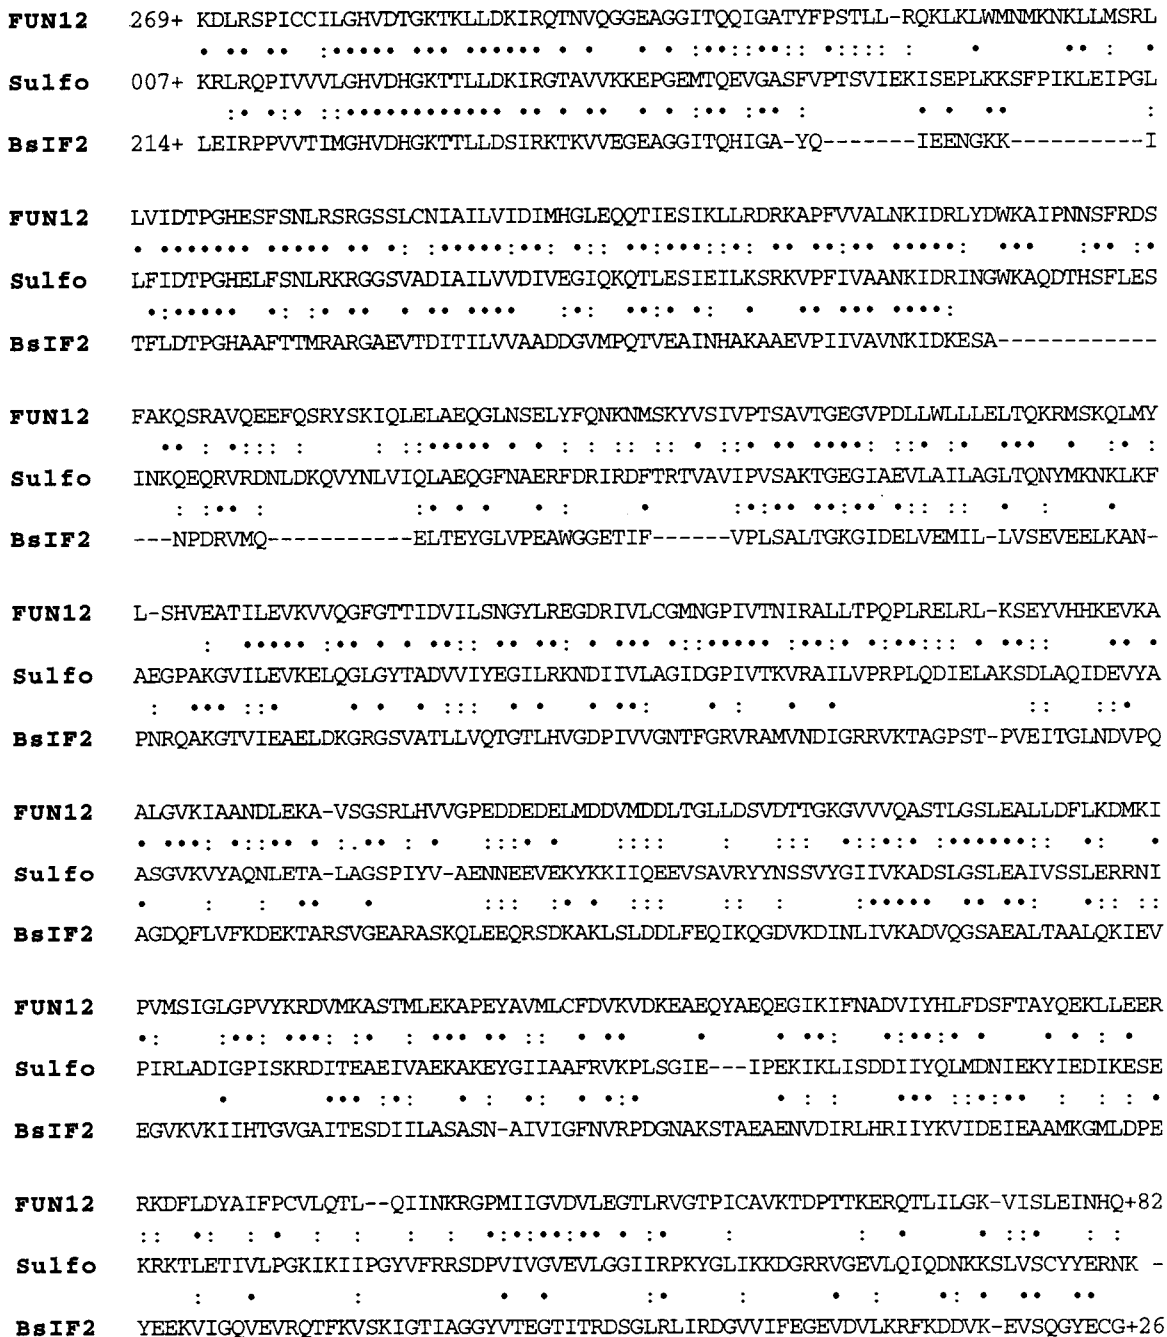 FUN12 269+ KDLRSPICCILGHVDTGKTKLLDKIRQTNVQGGEAGGITQQIGATYFPSTLL-RQKLKLWMNMKNKLLMSRL
Sulfo 007+ KRLRQPIVVVLGHVDHGKTTLLDKIRGTAVVKKEPGEMTQEVGASFVPTSVIEKISEPLKKSFPIKLEIPGL
BsIF2 214+ LEIRPPVVTIMGHVDHGKTTLLDSIRKTKVVEGEAGGITQHIGA-YQ-------IEENGKK----------I
FUN12 LVIDTPGHESFSNLRSRGSSLCNIAILVIDIMHGLEQQTIESIKLLRDRKAPFVVALNKIDRLYDWKAIPNNSFRDS
Sulfo LFIDTPGHELFSNLRKRGGSVADIAILVVDIVEGIQKQTLESIEILKSRKVPFIVAANKIDRINGWKAQDTHSFLES
BsIF2 TFLDTPGHAAFTTMRARGAEVTDITILVVAADDGVMPQTVEAINHAKAAEVPIIVAVNKIDKESA------------
FUN12 FAKQSRAVQEEFQSRYSKIQLELAEQGLNSELYFQNKNMSKYVSIVPTSAVTGEGVPDLLWLLLELTQKRMSKQLMY
Sulfo INKQEQRVRDNLDKQVYNLVIQLAEQGFNAERFDRIRDFTRTVAVIPVSAKTGEGIAEVLAILAGLTQNYMKNKLKF
BsIF2 ---NPDRVMQ-----------ELTEYGLVPEAWGGETIF------VPLSALTGKGIDELVEMIL-LVSEVEELKAN-
FUN12 L-SHVEATILEVKVVQGFGTTIDVILSNGYLREGDRIVLCGMNGPIVTNIRALLTPQPLRELRL-KSEYVHHKEVKA
Sulfo AEGPAKGVILEVKELQGLGYTADVVIYEGILRKNDIIVLAGIDGPIVTKVRAILVPRPLQDIELAKSDLAQIDEVYA
BsIF2 PNRQAKGTVIEAELDKGRGSVATLLVQTGTLHVGDPIVVGNTFGRVRAMVNDIGRRVKTAGPST-PVEITGLNDVPQ
FUN12 ALGVKIAANDLEKA-VSGSRLHVVGPEDDEDELMDDVMDDLTGLLDSVDTTGKGVVVQASTLGSLEALLDFLKDMKI
Sulfo ASGVKVYAQNLETA-LAGSPIYV-AENNEEVEKYKKIIQEEVSAVRYYNSSVYGIIVKADSLGSLEAIVSSLERRNI
BsIF2 AGDQFLVFKDEKTARSVGEARASKQLEEQRSDKAKLSLDDLFEQIKQGDVKDINLIVKADVQGSAEALTAALQKIEV
FUN12 PVMSIGLGPVYKRDVMKASTMLEKAPEYAVMLCFDVKVDKEAEQYAEQEGIKIFNADVIYHLFDSFTAYQEKLLEER
Sulfo PIRLADIGPISKRDITEAEIVAEKAKEYGIIAAFRVKPLSGIE---IPEKIKLISDDIIYQLMDNIEKYIEDIKESE
BsIF2 EGVKVKIIHTGVGAITESDIILASASN-AIVIGFNVRPDGNAKSTAEAENVDIRLHRIIYKVIDEIEAAMKGMLDPE
FUN12 RKDFLDYAIFPCVLQTL--QIINKRGPMIIGVDVLEGTLRVGTPICAVKTDPTTKERQTLILGK-VISLEINHQ+82
Sulfo KRKTLETIVLPGKIKIIPGYVFRRSDPVIVGVEVLGGIIRPKYGLIKKDGRRVGEVLQIQDNKKSLVSCYYERNK -
BsIF2 YEEKVIGQVEVRQTFKVSKIGTIAGGYVTEGTITRDSGLRLIRDGVVIFEGEVDVLKRFKDDVK-EVSQGYECG+26